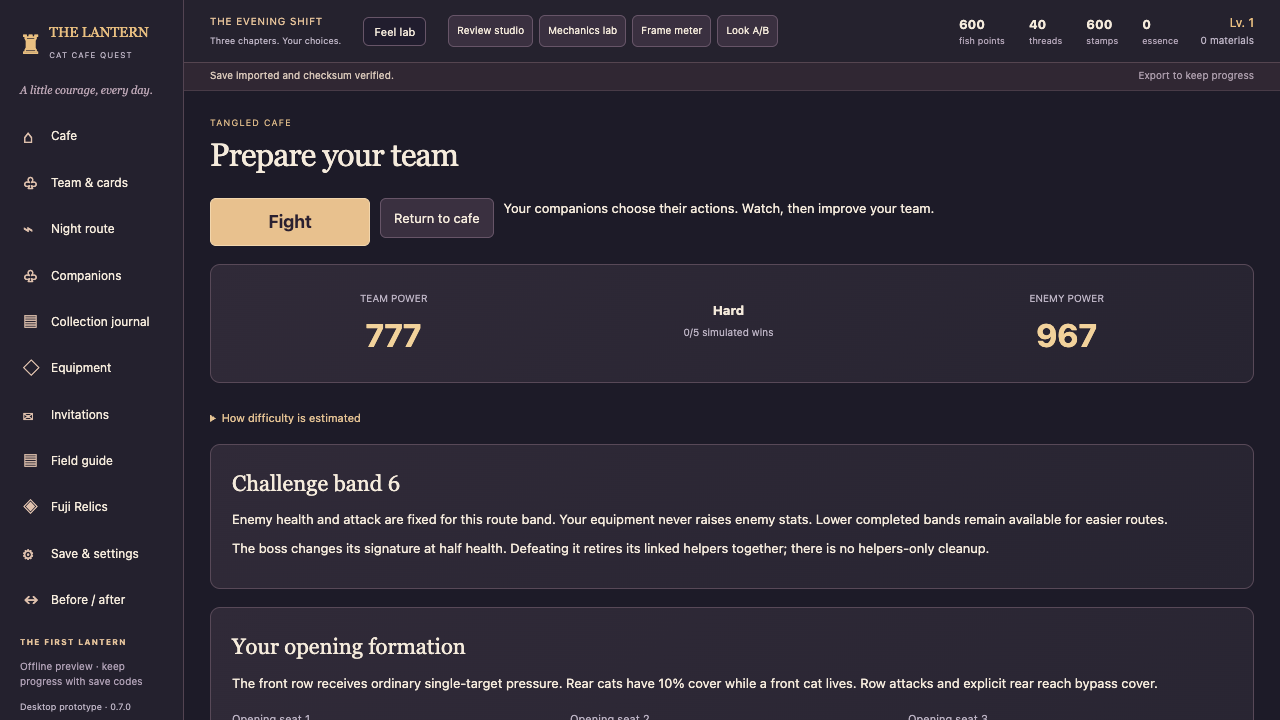 THE LANTERN
CAT CAFE QUEST
A little courage, every day.
Cafe
Team & cards
Night route
Companions
Collection journal
Equipment
Invitations
Field guide
Fuji Relics
Save & settings
Before / after
THE FIRST LANTERN
Offline preview · keep
progress with save codes
Desktop prototype · 0.7.0
THE EVENING SHIFT
Three chapters. Your choices.
Feel lab
Review studio
Mechanics lab
Frame meter
Look A/B
600
fish points
40
threads
600
stamps
0
essence
Lv. 1
0 materials
Save imported and checksum verified.
Export to keep progress
TANGLED CAFE
Prepare your team
Fight
Return to cafe
Your companions choose their actions. Watch, then improve your team.
TEAM POWER
777
Hard
0/5 simulated wins
ENEMY POWER
967
How difficulty is estimated
Challenge band 6
Enemy health and attack are fixed for this route band. Your equipment never raises enemy stats. Lower completed bands remain available for easier routes.
The boss changes its signature at half health. Defeating it retires its linked helpers together; there is no helpers-only cleanup.
Your opening formation
The front row receives ordinary single-target pressure. Rear cats have 10% cover while a front cat lives. Row attacks and explicit rear reach bypass cover.
Opening seat 1
Opening seat 2
Opening seat 3